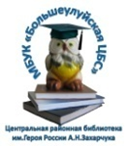 МБУК «Большеулуйская ЦБС»
Центральная районная библиотека
им.Героя России А.Н.Захарчука